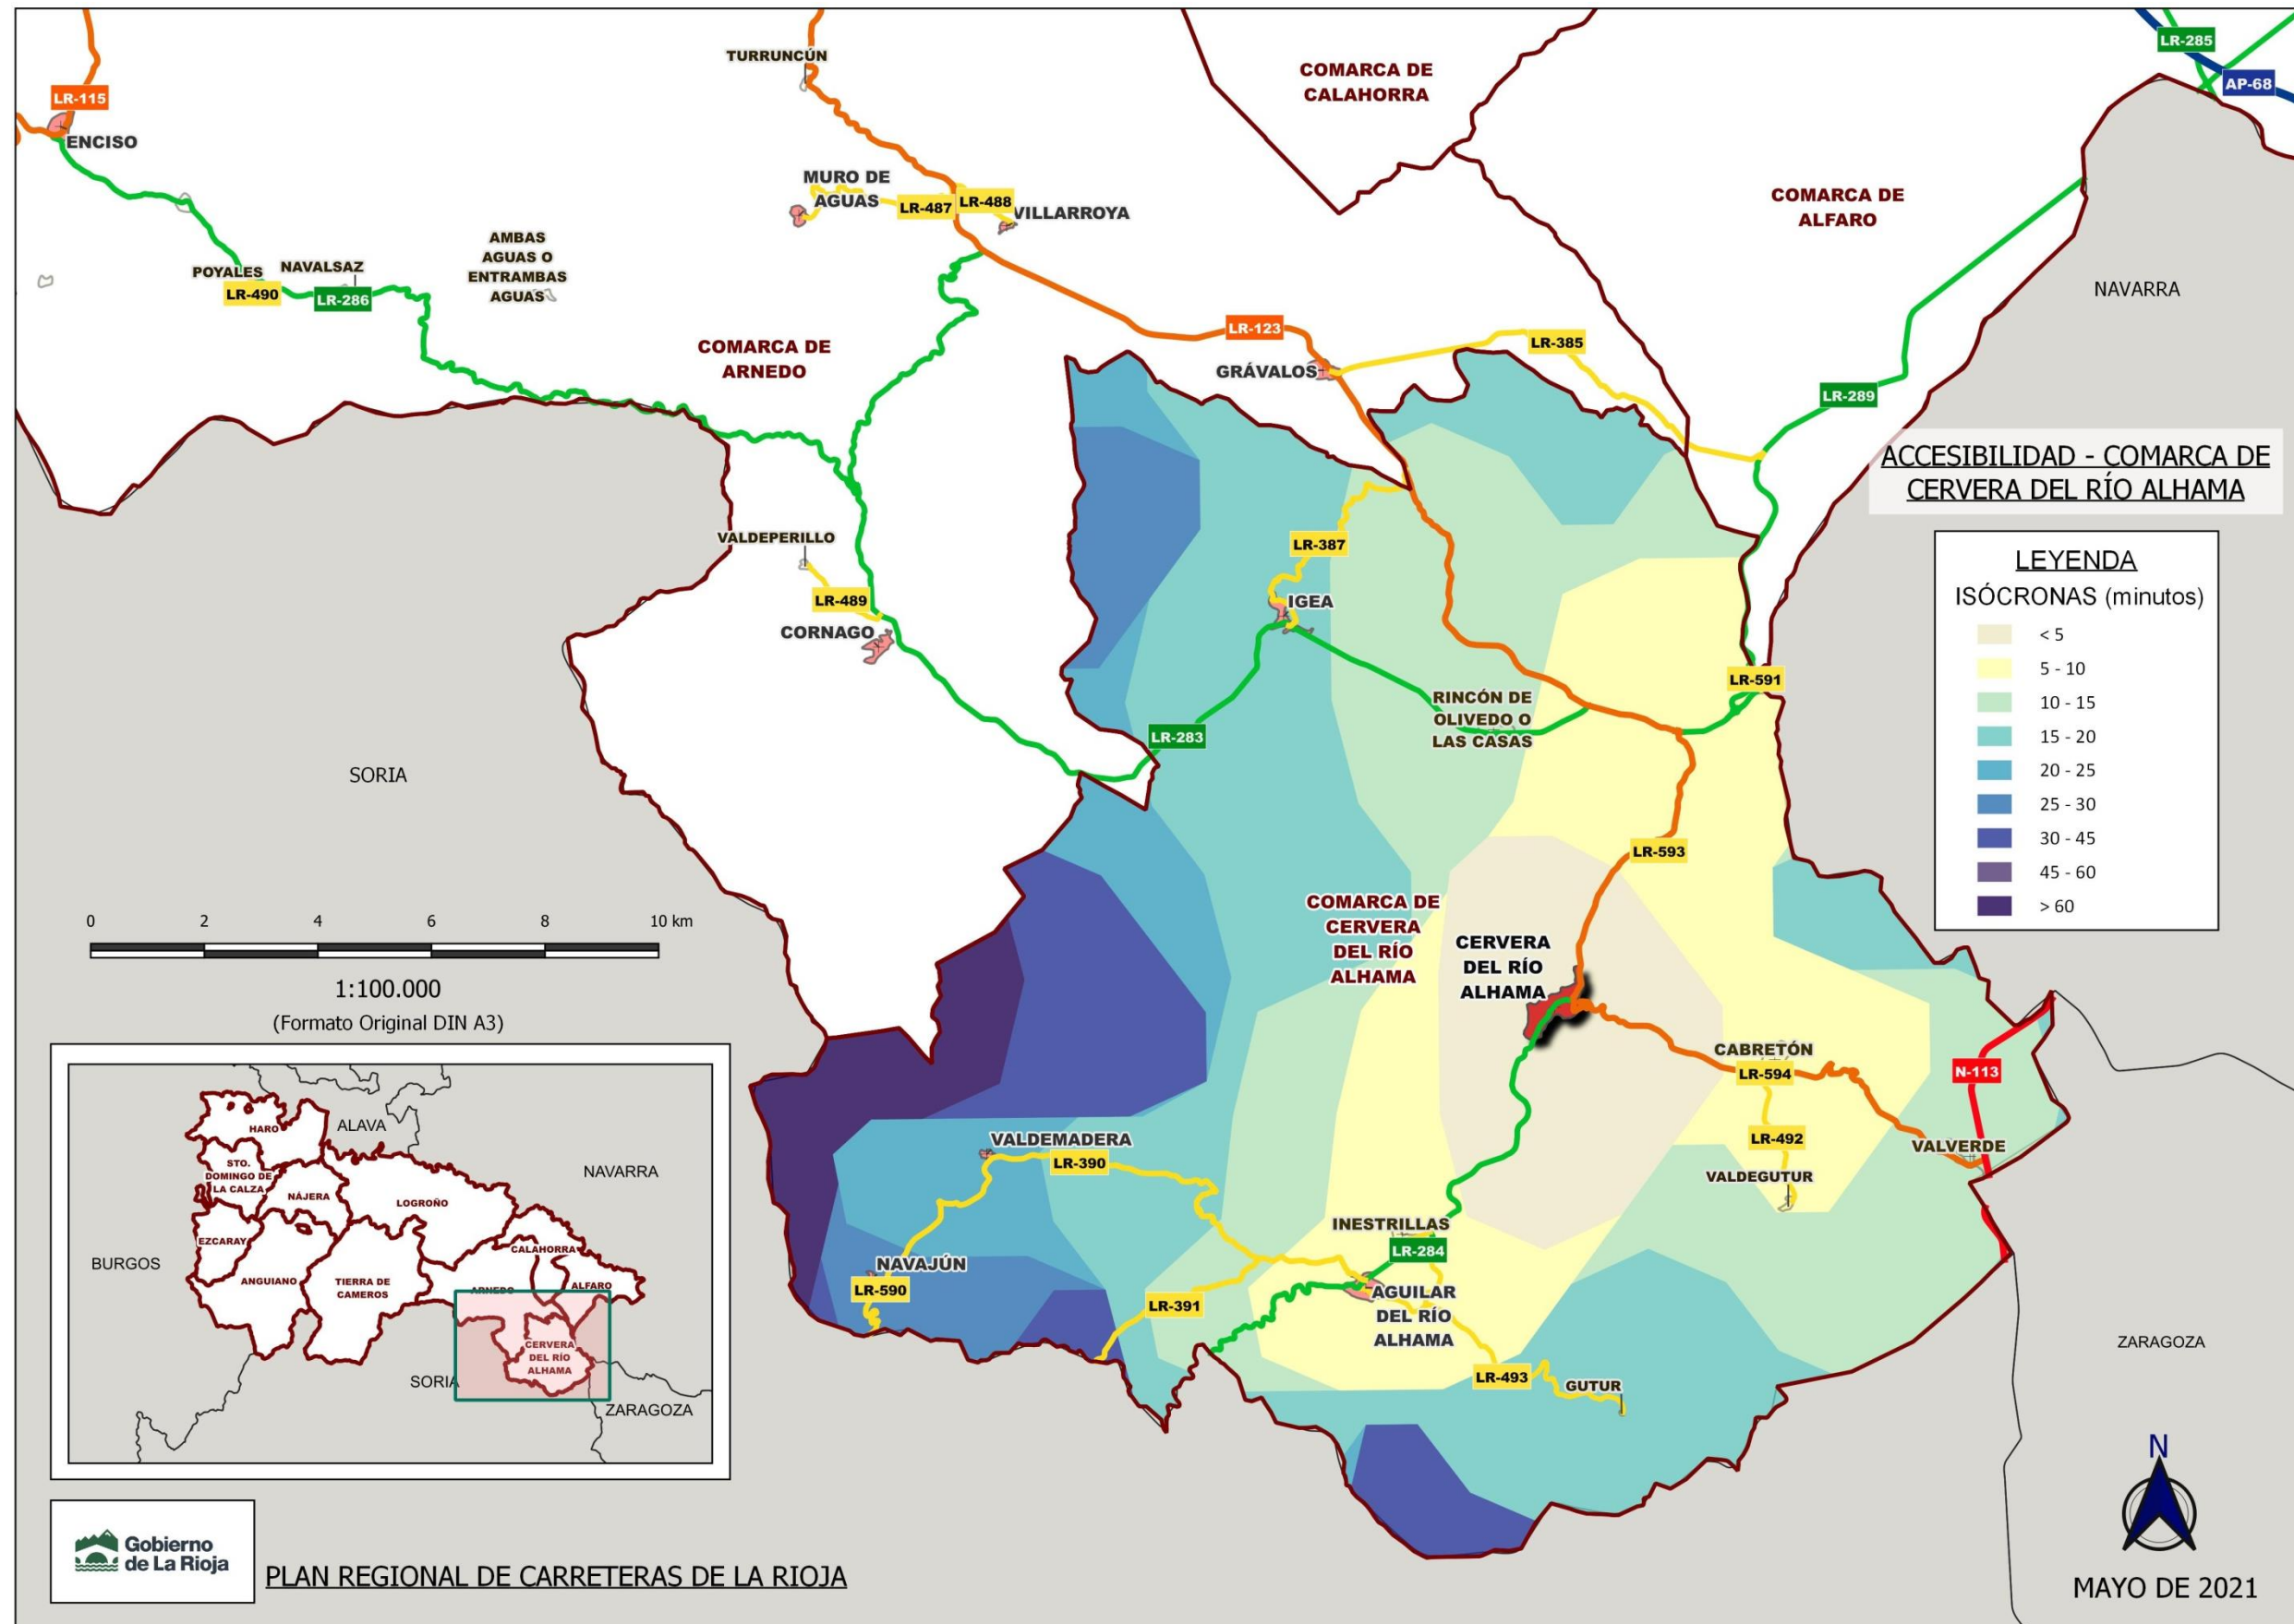 LR-285
AP-68
TURRUNCÚN
COMARCA DE
CALAHORRA
LR-115
ENCISO
MURO DE
AGUAS
LR-487
LR-488
VILLARROYA
COMARCA DE
ALFARO
NAVARRA
AMBAS
AGUAS O
ENTRAMBAS
AGUAS
POYALES
NAVALSAZ
LR-490
LR-286
COMARCA DE
ARNEDO
LR-123
LR-385
GRÁVALOS
LR-289
ACCESIBILIDAD - COMARCA DE
CERVERA DEL RÍO ALHAMA
VALDEPERILLO
LR-489
CORNAGO
LR-387
IGEA
LEYENDA
ISÓCRONAS (minutos)
< 5
5 - 10
10 - 15
15 - 20
20 - 25
25 - 30
30 - 45
45 - 60
> 60
LR-591
RINCÓN DE
OLIVEDO O
LAS CASAS
LR-283
SORIA
LR-593
COMARCA DE
CERVERA
DEL RÍO
ALHAMA
CERVERA
DEL RÍO
ALHAMA
0 2 4 6 8 10 km
1:100.000
(Formato Original DIN A3)
CABRETÓN
LR-594
N-113
LR-492
VALVERDE
VALDEGUTUR
VALDEMADERA
LR-390
INESTRILLAS
LR-284
NAVAJÚN
LR-590
LR-391
AGUILAR
DEL RÍO
ALHAMA
LR-493
GUTUR
ZARAGOZA
HARO
ALAVA
STO.
DOMINGO DE
LA CALZA
NÁJERA
NAVARRA
LOGROÑO
EZCARAY
CALAHORRA
BURGOS
ANGUIANO
TIERRA DE
CAMEROS
ARNEDO
ALFARO
CERVERA
DEL RÍO
ALHAMA
SORIA
ZARAGOZA
Gobierno
de La Rioja
PLAN REGIONAL DE CARRETERAS DE LA RIOJA
N
MAYO DE 2021